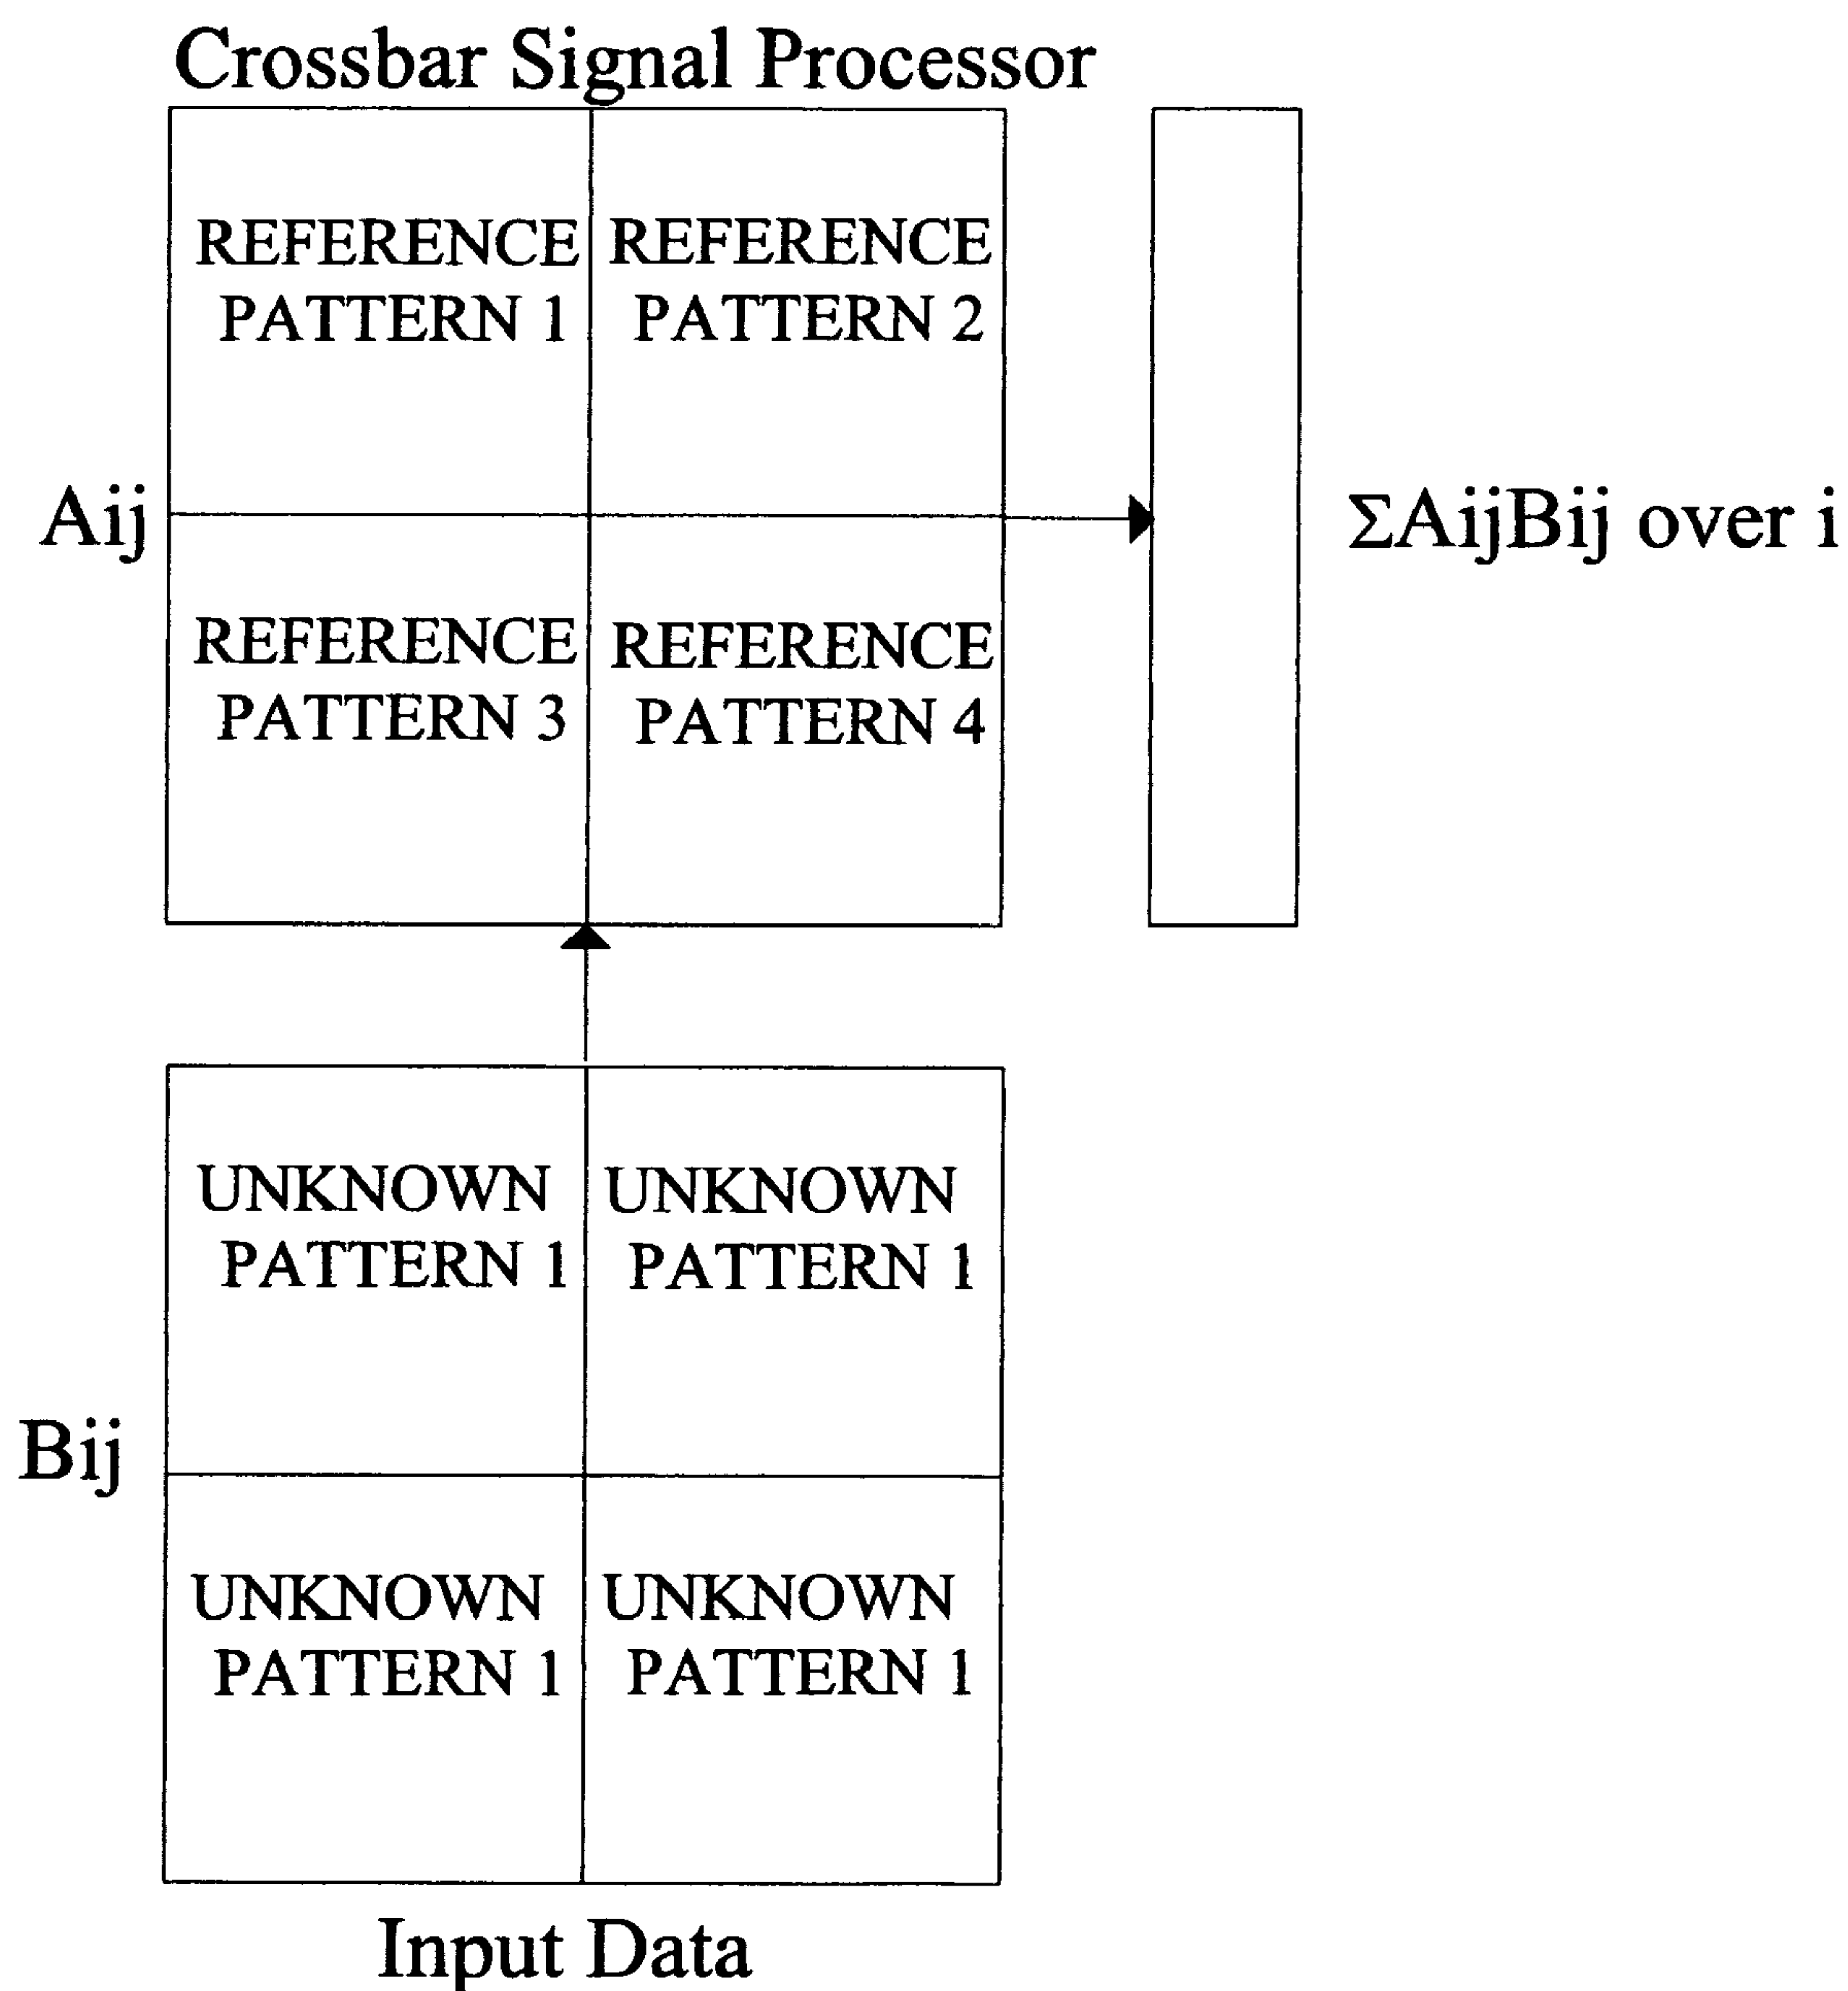 Crossbar Signal Processor
REFERENCE
PATTERN 1
REFERENCE
PATTERN 2
Aij
ΣAijBij over i
REFERENCE
PATTERN 3
REFERENCE
PATTERN 4
UNKNOWN
PATTERN 1
UNKNOWN
PATTERN 1
Bij
UNKNOWN
PATTERN 1
UNKNOWN
PATTERN 1
Input Data